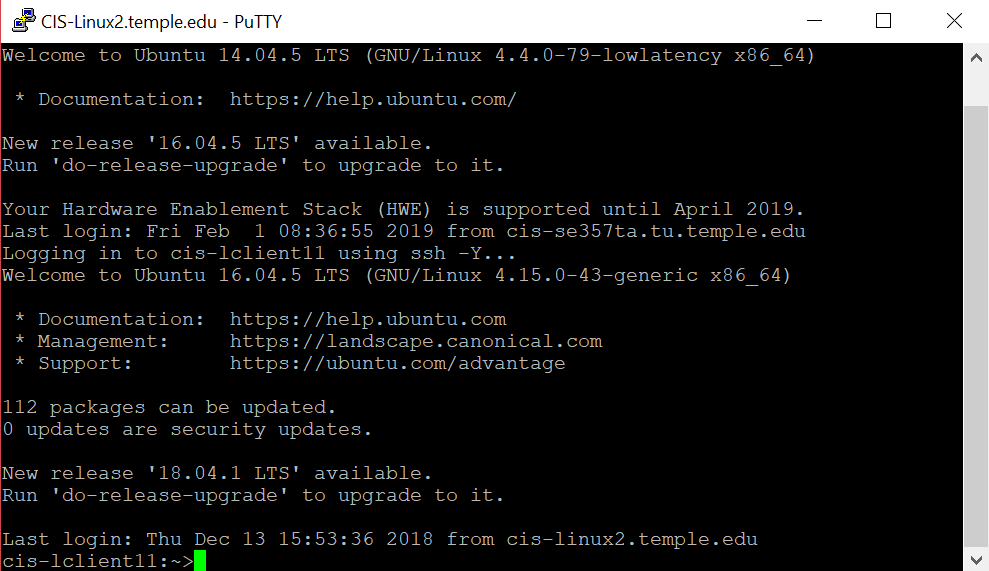 CIS-Linux2.temple.edu - PuTTY
Welcome to Ubuntu 14.04.5 LTS (GNU/Linux 4.4.0-79-lowlatency x86_64)
* Documentation:  https://help.ubuntu.com/
New release '16.04.5 LTS' available.
Run 'do-release-upgrade' to upgrade to it.
Your Hardware Enablement Stack (HWE) is supported until April 2019.
Last login: Fri Feb  1 08:36:55 2019 from cis-se357ta.tu.temple.edu
Logging in to cis-lclient11 using ssh -Y...
Welcome to Ubuntu 16.04.5 LTS (GNU/Linux 4.15.0-43-generic x86_64)
* Documentation:  https://help.ubuntu.com
* Management:     https://landscape.canonical.com
* Support:        https://ubuntu.com/advantage
112 packages can be updated.
0 updates are security updates.
New release '18.04.1 LTS' available.
Run 'do-release-upgrade' to upgrade to it.
Last login: Thu Dec 13 15:53:36 2018 from cis-linux2.temple.edu
cis-lclient11:~>